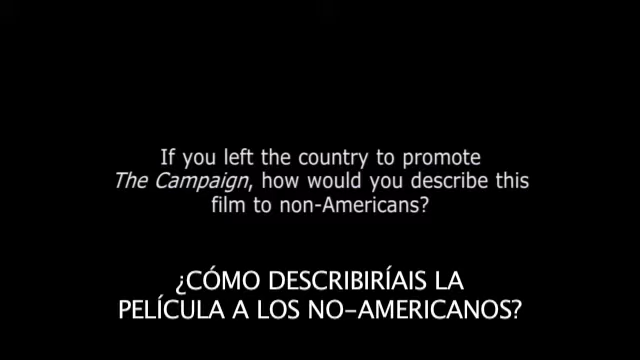 If you left the country to promote
The Campaign, how would you describe this
film to non-Americans?
¿CÓMO DESCRIBIRÍAIS LA
PELÍCULA A LOS NO-AMERICANOS?